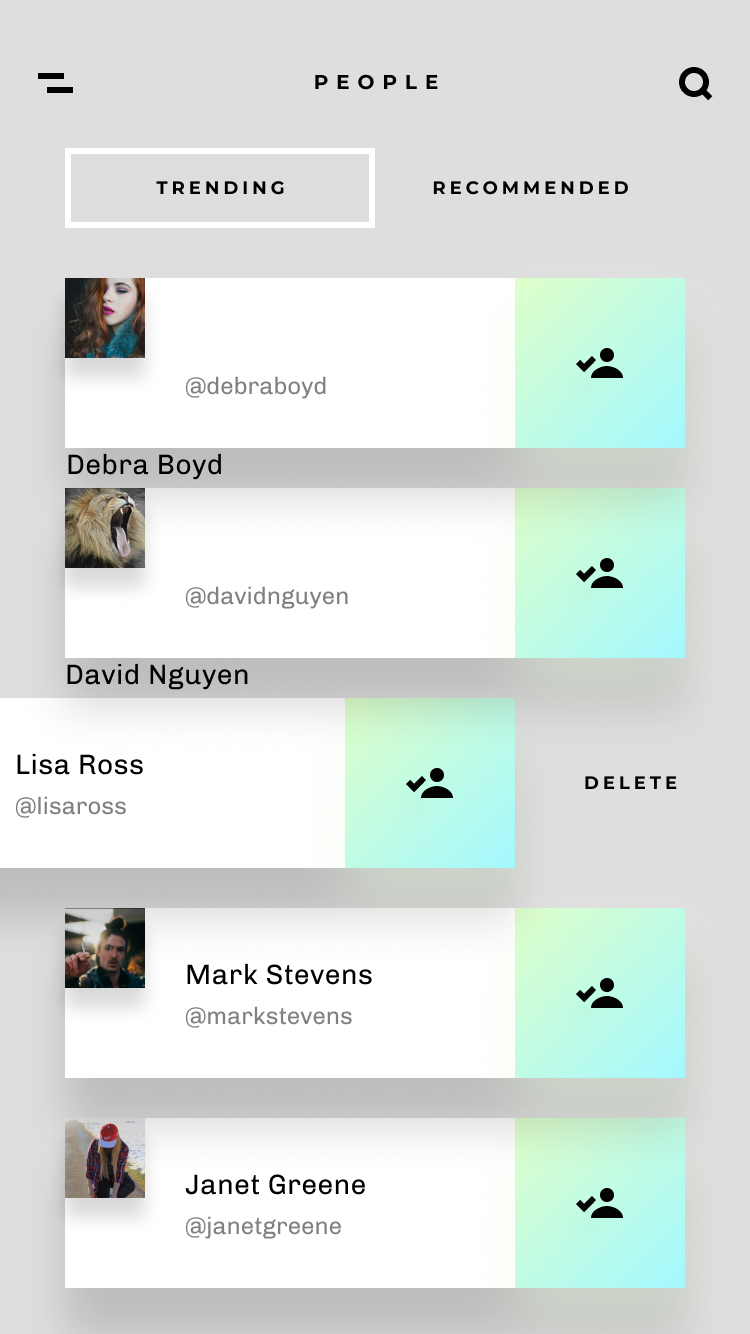 PEOPLE
TRENDING
RECOMMENDED
@debraboyd
Debra Boyd
@davidnguyen
David Nguyen
Lisa Ross
@lisaross
DELETE
Mark Stevens
@markstevens
Janet Greene
@janetgreene